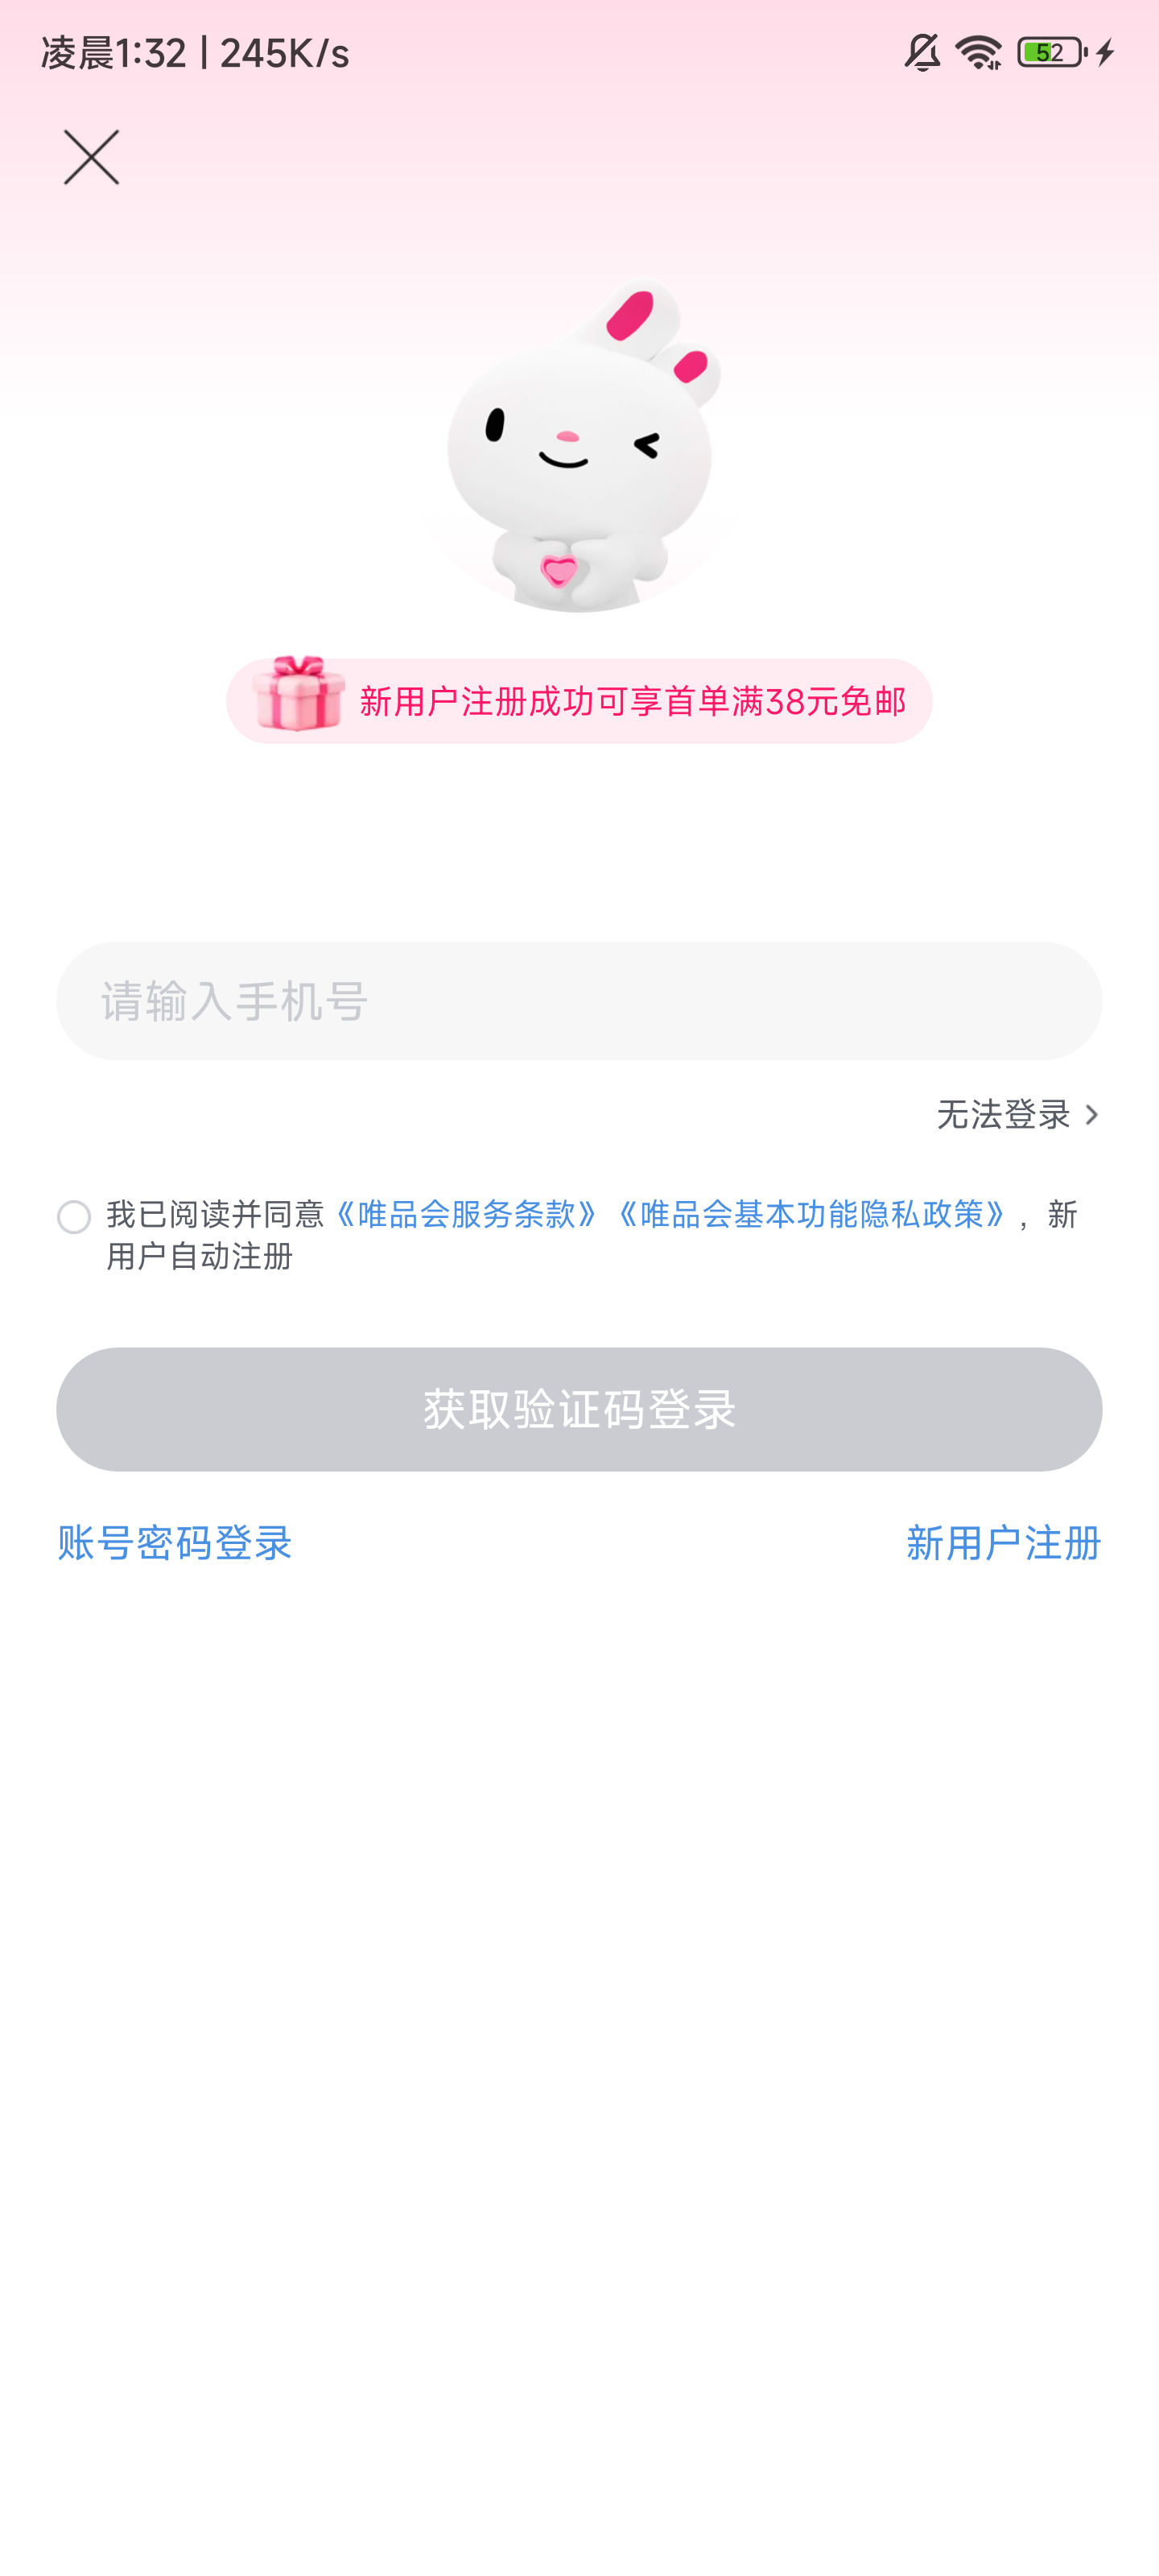 凌晨1:32 | 245K/s
52
新用户注册成功可享首单满38元免邮
请输入手机号
无法登录
我已阅读并同意《唯品会服务条款》《唯品会基本功能隐私政策》，新
用户自动注册
获取验证码登录
账号密码登录 新用户注册